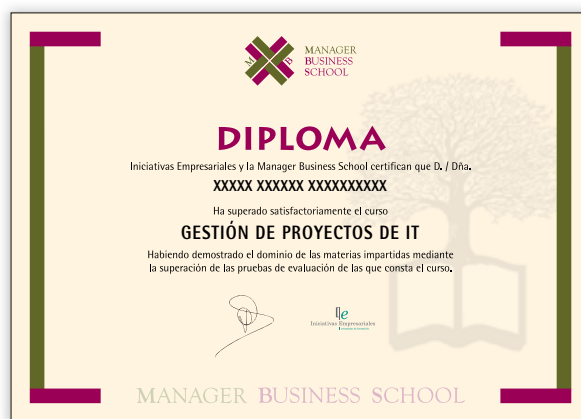 M B
MANAGER
BUSINESS
SCHOOL
DIPLOMA
Iniciativas Empresariales y la Manager Business School certifican que D. / Dña.
XXXXX XXXXXX XXXXXXXXXX
Ha superado satisfactoriamente el curso
GESTIÓN DE PROYECTOS DE IT
Habiendo demostrado el dominio de las materias impartidas mediante
la superación de las pruebas de evaluación de las que consta el curso.
Ie
Iniciativas Empresariales
MANAGER BUSINESS SCHOOL